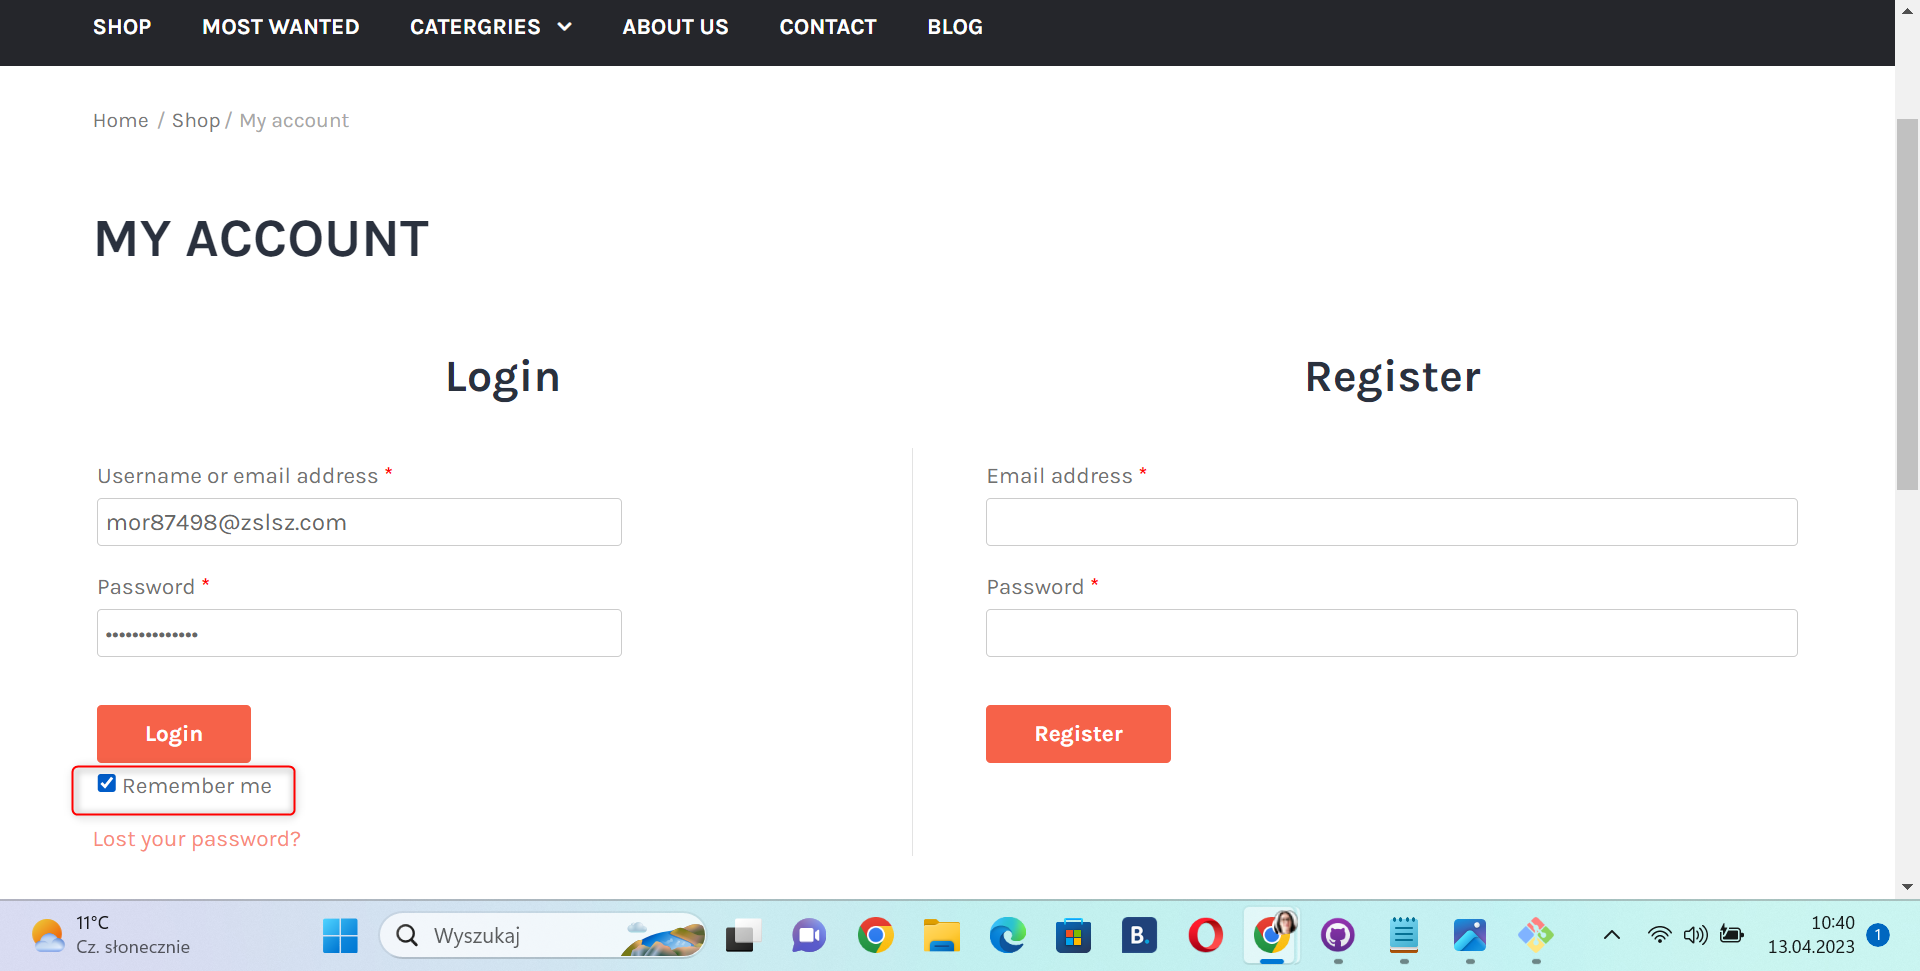 SHOP MOST WANTED CATERGRIES ABOUT US CONTACT BLOG
Home / Shop / My account
MY ACCOUNT
Login
Register
Username or email address *
mor87498@zslsz.com
Password *
••••••••••••••
Login
Remember me
Lost your password?
Email address *
Password *
Register
11°C
Cz. słonecznie
Wyszukaj
B.
10:40
13.04.2023
1